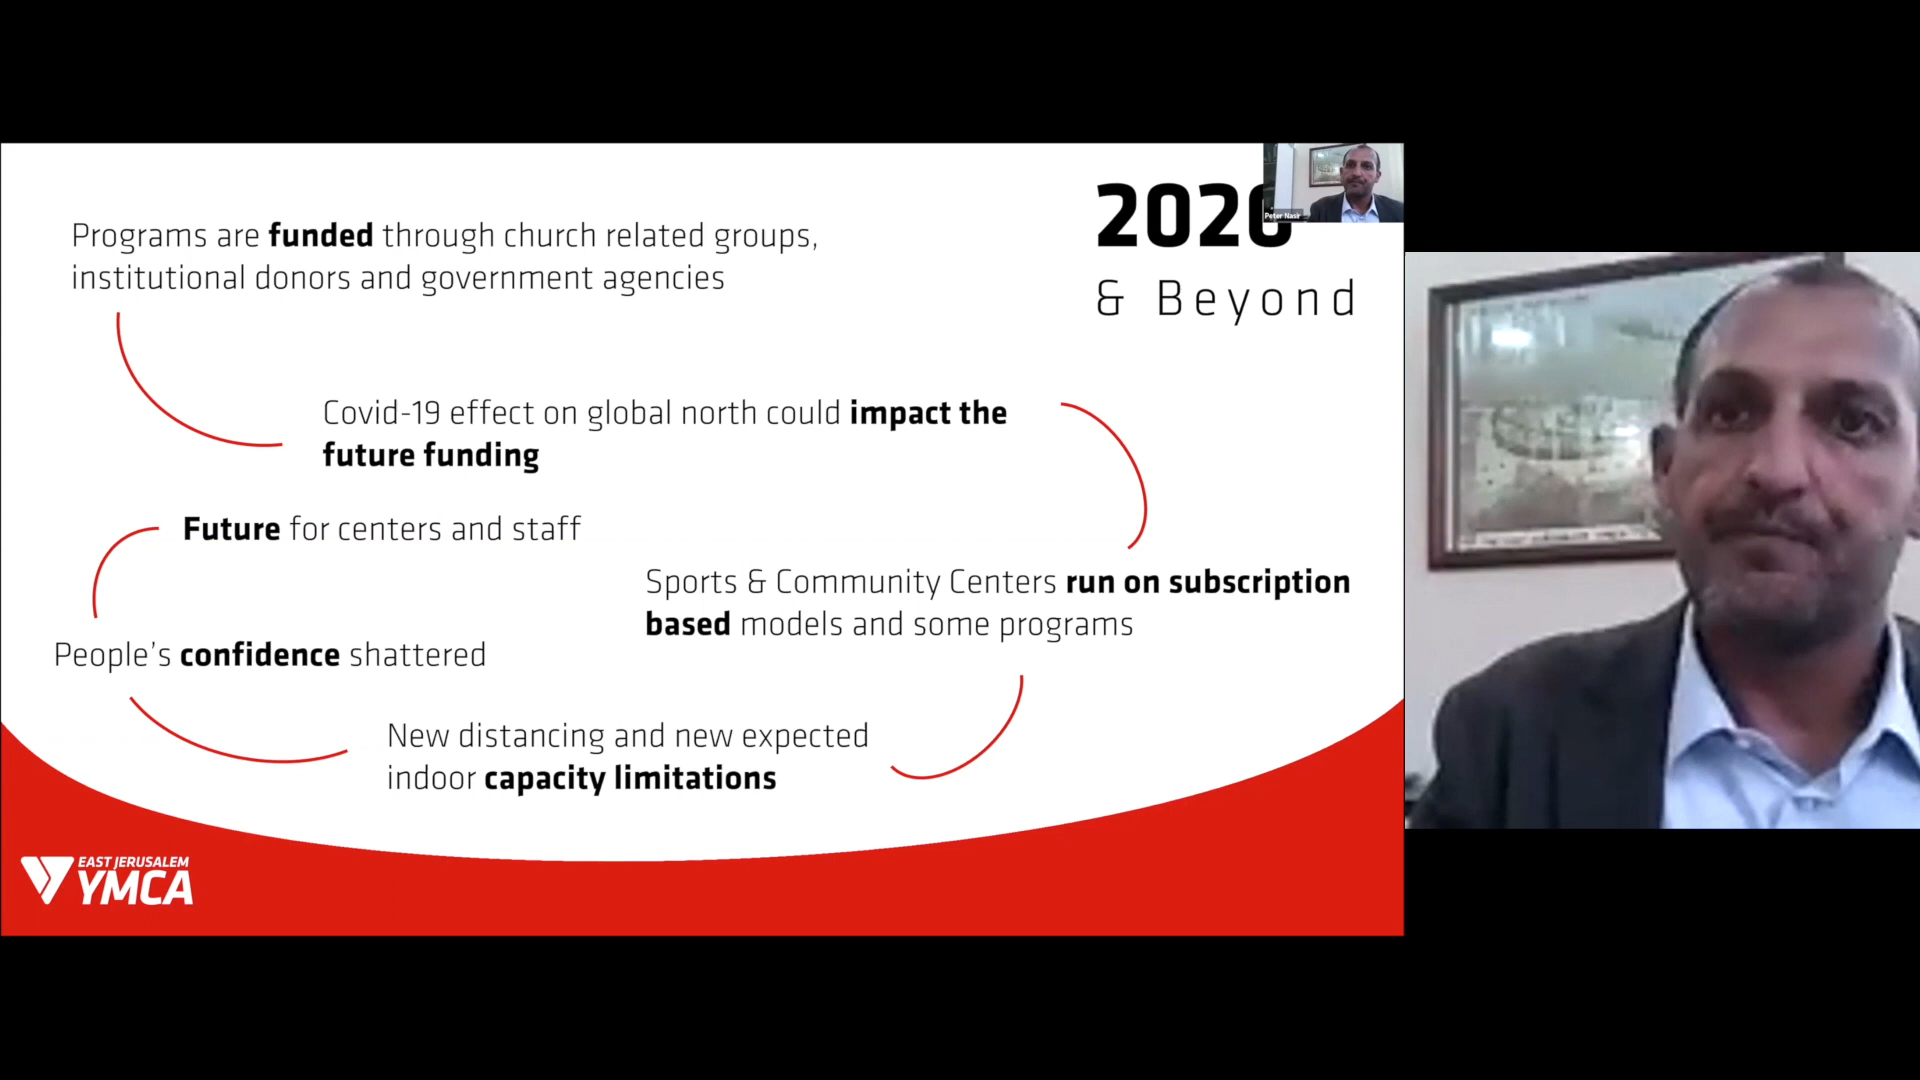 Programs are funded through church related groups,
institutional donors and government agencies
2020
& Beyond
Peter Nasir
Covid-19 effect on global north could impact the
future funding
Future for centers and staff
Sports & Community Centers run on subscription
based models and some programs
People's confidence shattered
New distancing and new expected
indoor capacity limitations
EAST JERUSALEM
YMCA